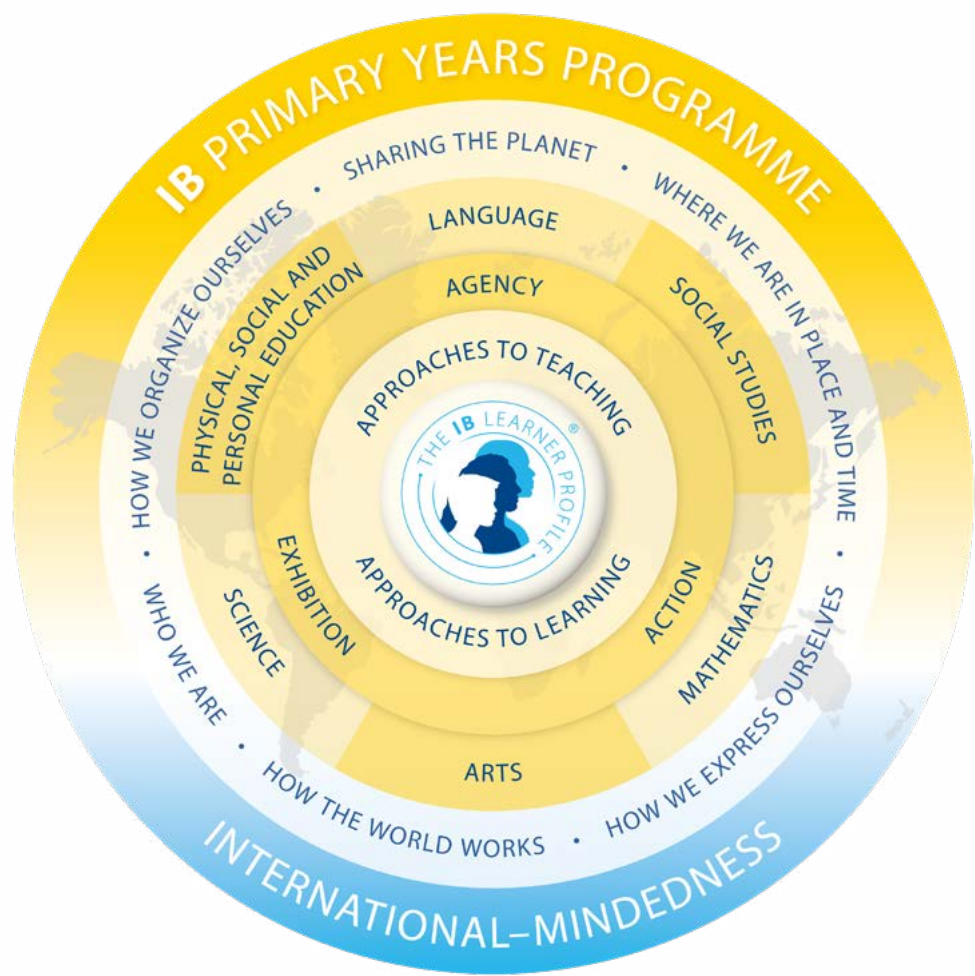 IB PRIMARY YEARS PROGRAMME
SHARING THE PLANET
•
WHERE WE ARE IN PLACE AND TIME
•
HOW WE EXPRESS OURSELVES
•
HOW THE WORLD WORKS
•
WHO WE ARE
•
HOW WE ORGANIZE OURSELVES
•
LANGUAGE
SOCIAL STUDIES
MATHEMATICS
ARTS
SCIENCE
PHYSICAL, SOCIAL AND
PERSONAL EDUCATION
AGENCY
ACTION
EXHIBITION
APPROACHES TO TEACHING
APPROACHES TO LEARNING
THE IB LEARNER PROFILE®
INTERNATIONAL–MINDEDNESS